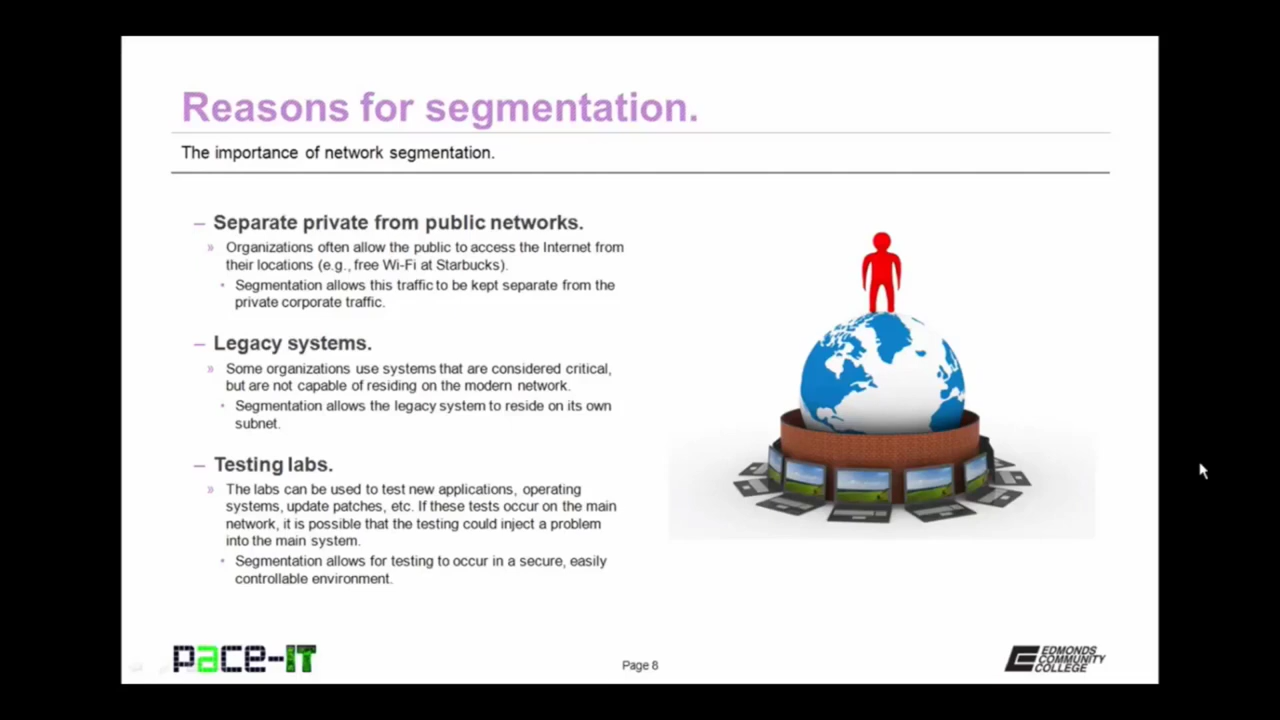 Reasons for segmentation.
The importance of network segmentation.
– Separate private from public networks.
» Organizations often allow the public to access the Internet from
their locations (e.g., free Wi-Fi at Starbucks).
• Segmentation allows this traffic to be kept separate from the
private corporate traffic.
– Legacy systems.
» Some organizations use systems that are considered critical,
but are not capable of residing on the modern network.
• Segmentation allows the legacy system to reside on its own
subnet.
– Testing labs.
» The labs can be used to test new applications, operating
systems, update patches, etc. If these tests occur on the main
network, it is possible that the testing could inject a problem
into the main system.
• Segmentation allows for testing to occur in a secure, easily
controllable environment.
pace-IT
Page 8
EDMONDS
COMMUNITY
COLLEGE